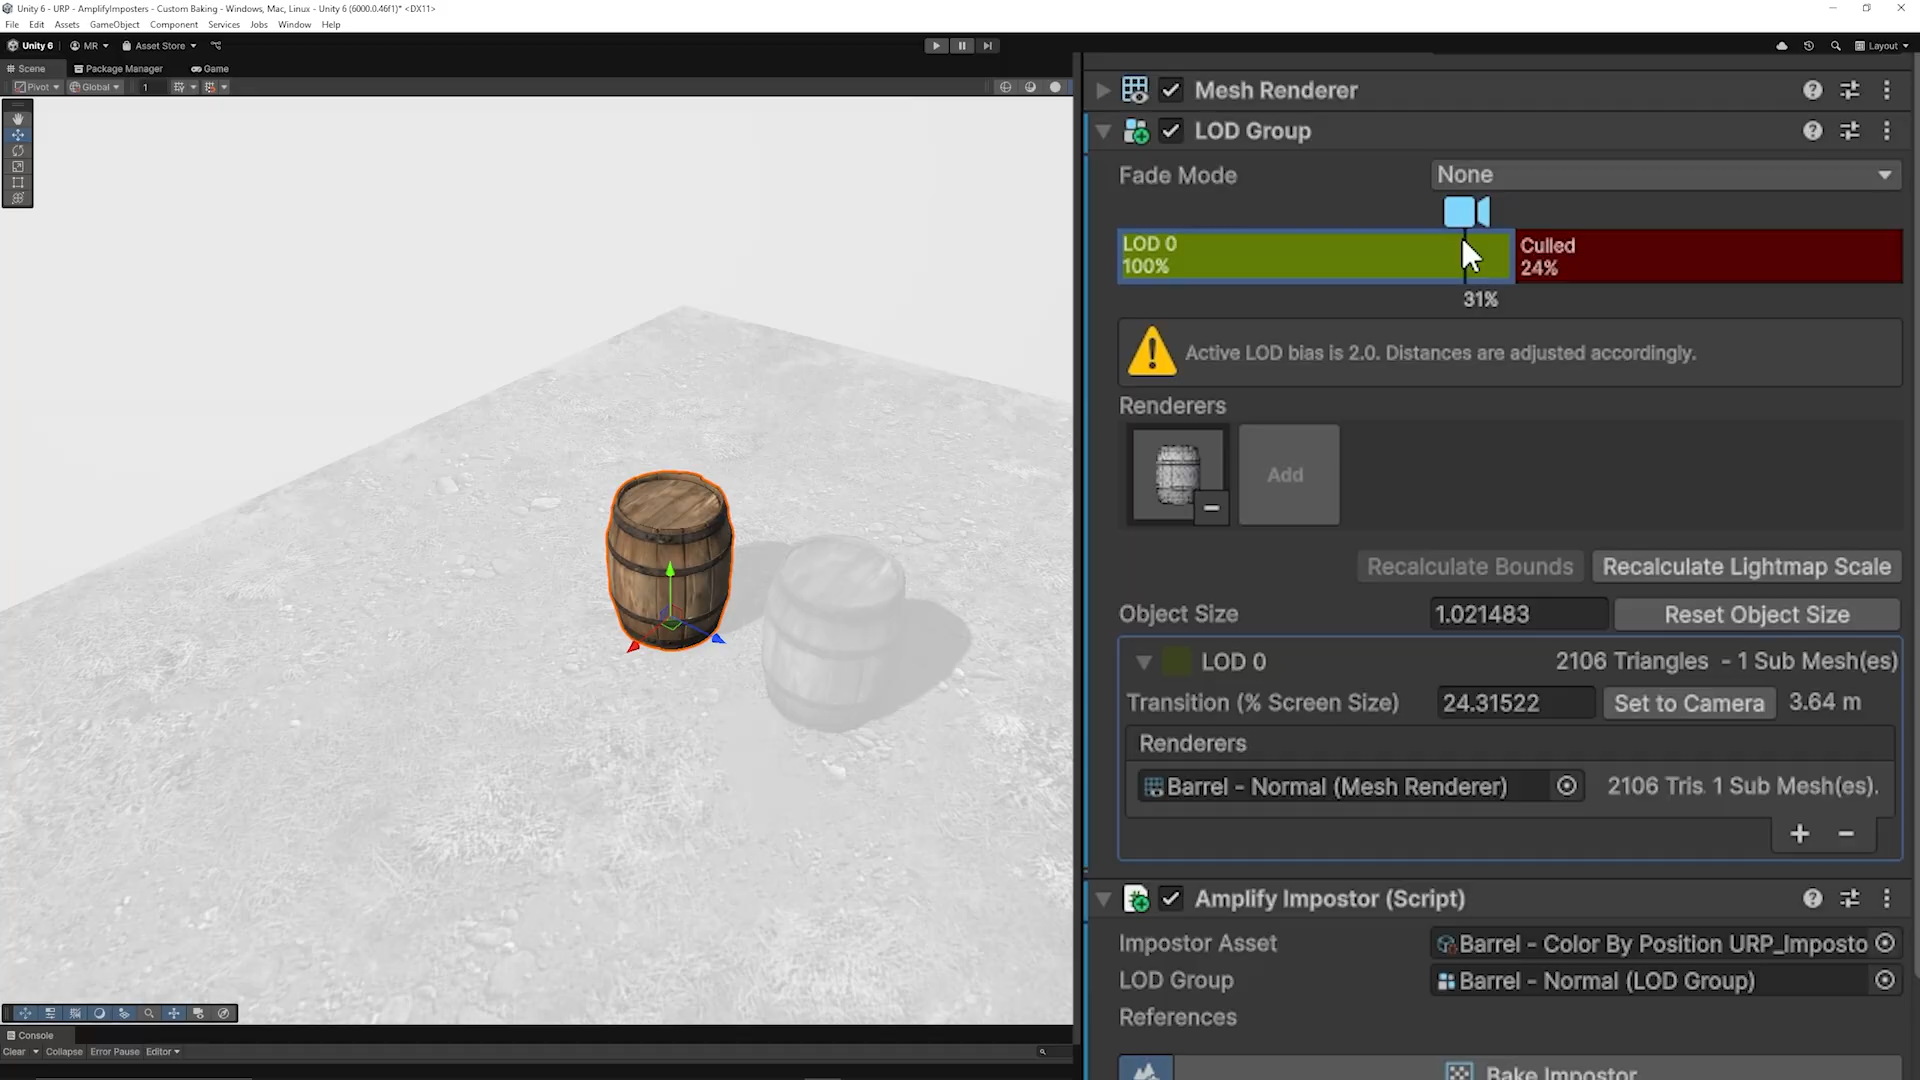 Unity 6 - URP - AmplifyImposters - Custom Baking - Windows, Mac, Linux - Unity 6 (6000.0.46f1)* <DX11>
File Edit Assets GameObject Component Services Jobs Window Help
Unity 6 MR Asset Store Layout
Scene Package Manager Game
Pivot Global 1
Mesh Renderer
LOD Group
Fade Mode None
LOD 0
100%
Culled
24%
31%
Active LOD bias is 2.0. Distances are adjusted accordingly.
Renderers
Add
Recalculate Bounds Recalculate Lightmap Scale
Object Size 1.021483 Reset Object Size
LOD 0 2106 Triangles - 1 Sub Mesh(es)
Transition (% Screen Size) 24.31522 Set to Camera 3.64 m
Renderers
Barrel - Normal (Mesh Renderer) 2106 Tris. 1 Sub Mesh(es).
Amplify Impostor (Script)
Impostor Asset Barrel - Color By Position URP_Imposto
LOD Group Barrel - Normal (LOD Group)
References
Bake Impostor
Console
Clear Collapse Error Pause Editor